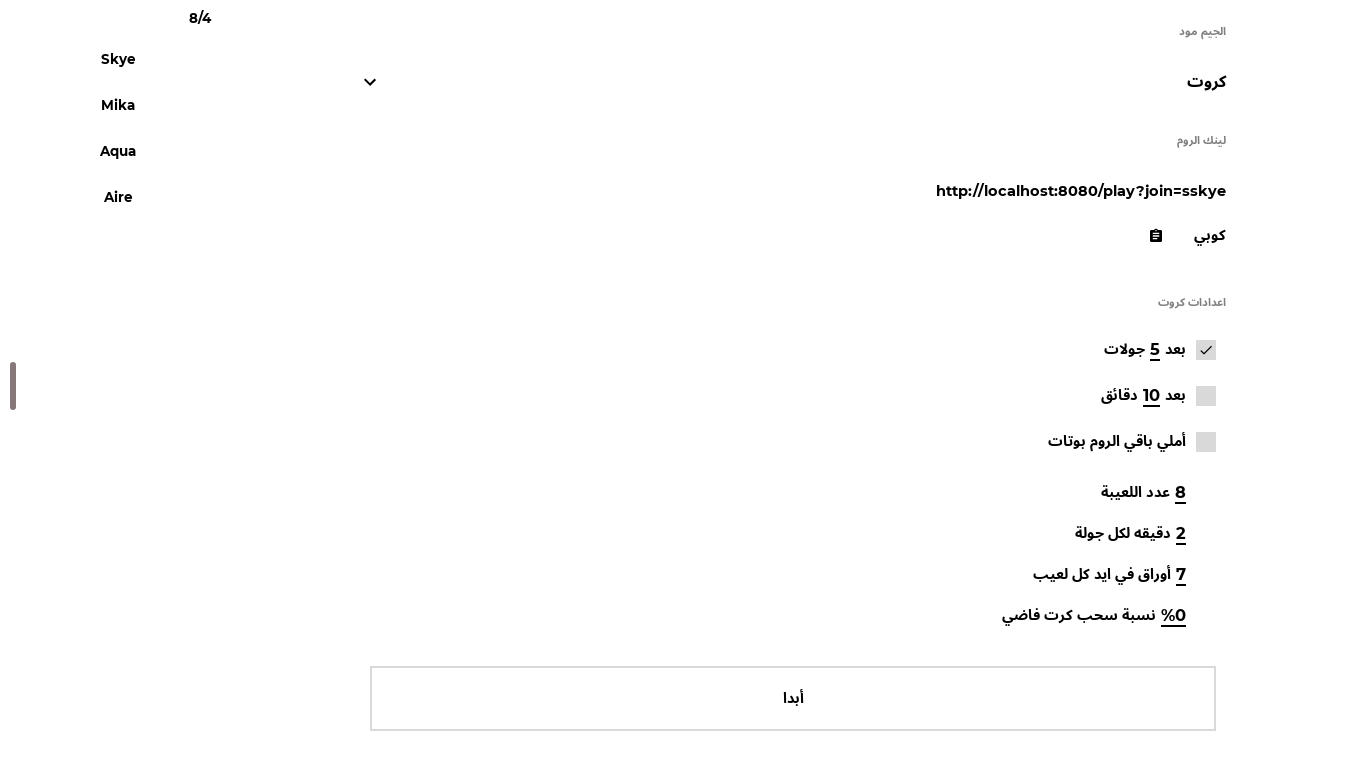 الجيم مود
كروت
لينك الروم
http://localhost:8080/play?join=sskye
كوبي
اعدادات كروت
بعد 5 جولات
بعد 10 دقائق
أملي باقي الروم بوتات
8 عدد اللعيبة
2 دقيقه لكل جولة
7 أوراق في ايد كل لعيب
%0 نسبة سحب كرت فاضي
أبدا
8/4
Skye
Mika
Aqua
Aire